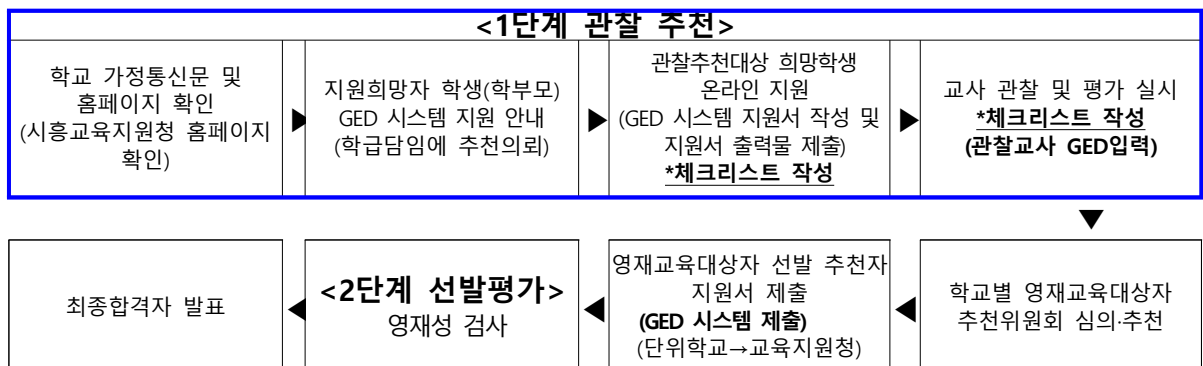 <1단계 관찰 추천>
학교 가정통신문 및
홈페이지 확인
(시흥교육지원청 홈페이지
확인)
▶
지원희망자 학생(학부모)
GED 시스템 지원 안내
(학급담임에 추천의뢰)
▶
관찰추천대상 희망학생
온라인 지원
(GED 시스템 지원서 작성 및
지원서 출력물 제출)
*체크리스트 작성
▶
교사 관찰 및 평가 실시
*체크리스트 작성
(관찰교사 GED입력)
▼
학교별 영재교육대상자
추천위원회 심의·추천
◀
영재교육대상자 선발 추천자
지원서 제출
(GED 시스템 제출)
(단위학교→교육지원청)
◀
<2단계 선발평가>
영재성 검사
◀
최종합격자 발표